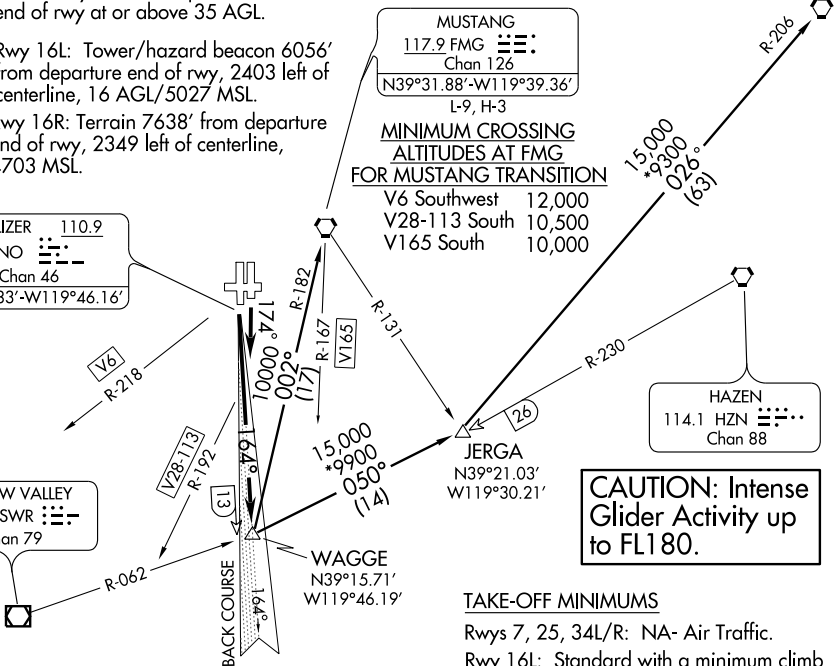 end of rwy at or above 35 AGL.
Rwy 16L: Tower/hazard beacon 6056’
from departure end of rwy, 2403 left of
centerline, 16 AGL/5027 MSL.
Rwy 16R: Terrain 7638’ from departure
end of rwy, 2349 left of centerline,
4703 MSL.
MUSTANG
117.9 FMG
Chan 126
N39°31.88’-W119°39.36’
L-9, H-3
MINIMUM CROSSING
ALTITUDES AT FMG
FOR MUSTANG TRANSITION
V6 Southwest 12,000
V28-113 South 10,500
V165 South 10,000
R-206
15,000
*9300
026°
(63)
LIZER 110.9
NO
Chan 46
33’-W119°46.16’
V6
R-218
V28-113
R-192
174°
164°
10000
002°
(17)
R-182
R-167
V165
R-131
R-230
26
HAZEN
114.1 HZN
Chan 88
15,000
*9900
050°
(14)
JERGA
N39°21.03’
W119°30.21’
CAUTION: Intense
Glider Activity up
to FL180.
W VALLEY
SWR
an 79
R-062
13
WAGGE
N39°15.71’
W119°46.19’
BACK COURSE
164°
TAKE-OFF MINIMUMS
Rwys 7, 25, 34L/R: NA- Air Traffic.
Rwy 16L: Standard with a minimum climb